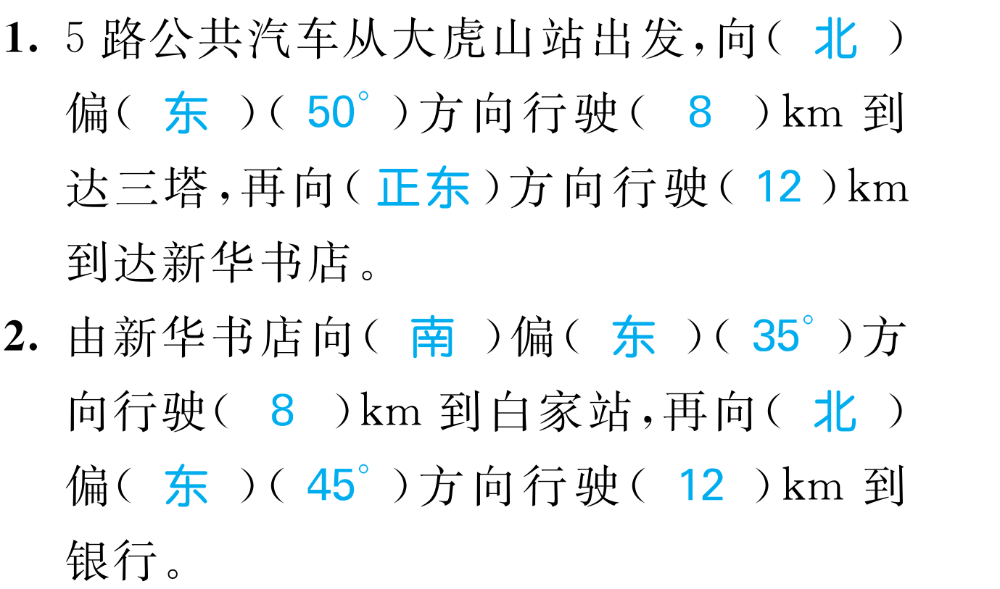 1. 5 路公共汽车从大虎山站出发,向( 北 )
偏( 东 )( 50° )方向行驶( 8 )km 到
达三塔,再向( 正东 )方向行驶( 12 )km
到达新华书店。
2. 由新华书店向( 南 )偏( 东 )( 35° )方
向行驶( 8 )km 到白家站,再向( 北 )
偏( 东 )( 45° )方向行驶( 12 )km 到
银行。